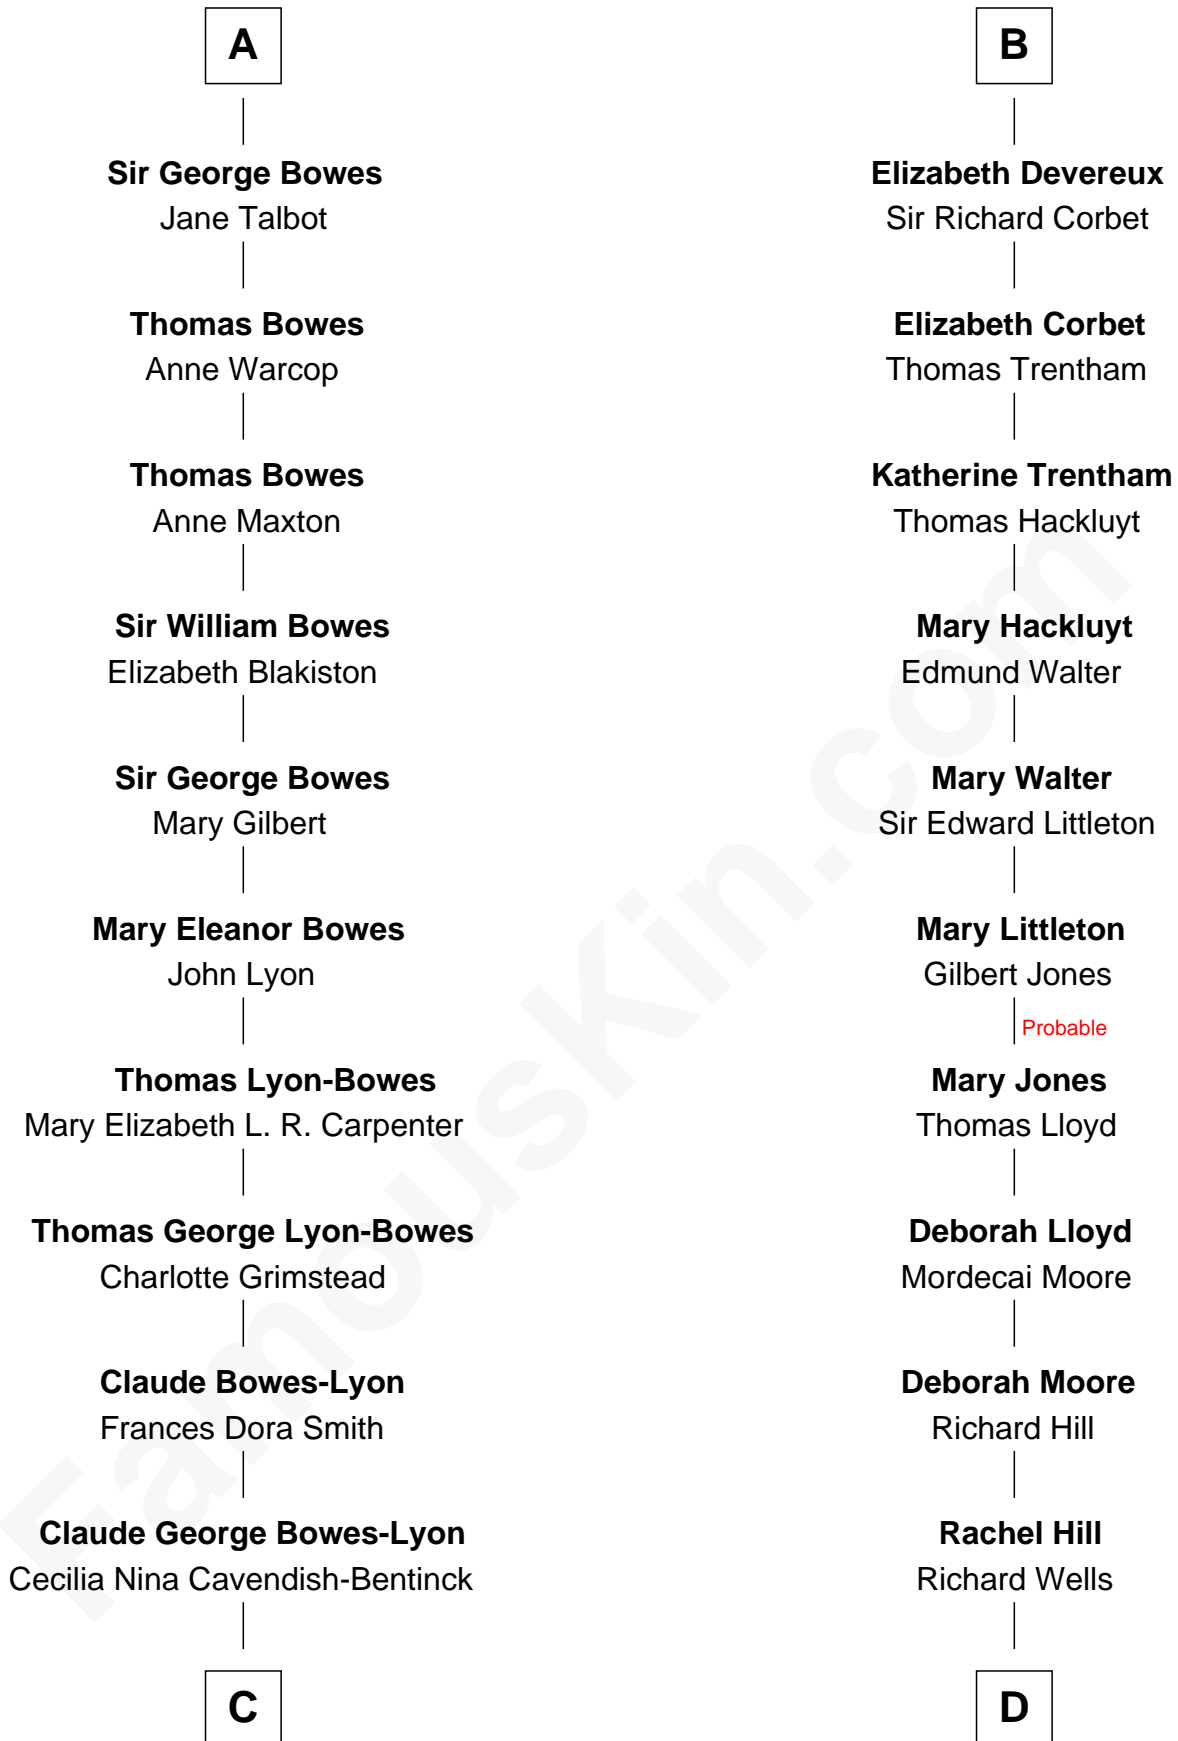 A
Sir George Bowes
Jane Talbot
Thomas Bowes
Anne Warcop
Thomas Bowes
Anne Maxton
Sir William Bowes
Elizabeth Blakiston
Sir George Bowes
Mary Gilbert
Mary Eleanor Bowes
John Lyon
Thomas Lyon-Bowes
Mary Elizabeth L. R. Carpenter
Thomas George Lyon-Bowes
Charlotte Grimstead
Claude Bowes-Lyon
Frances Dora Smith
Claude George Bowes-Lyon
Cecilia Nina Cavendish-Bentinck
C
B
Elizabeth Devereux
Sir Richard Corbet
Elizabeth Corbet
Thomas Trentham
Katherine Trentham
Thomas Hackluyt
Mary Hackluyt
Edmund Walter
Mary Walter
Sir Edward Littleton
Mary Littleton
Gilbert Jones
Probable
Mary Jones
Thomas Lloyd
Deborah Lloyd
Mordecai Moore
Deborah Moore
Richard Hill
Rachel Hill
Richard Wells
D
FamousKin.com